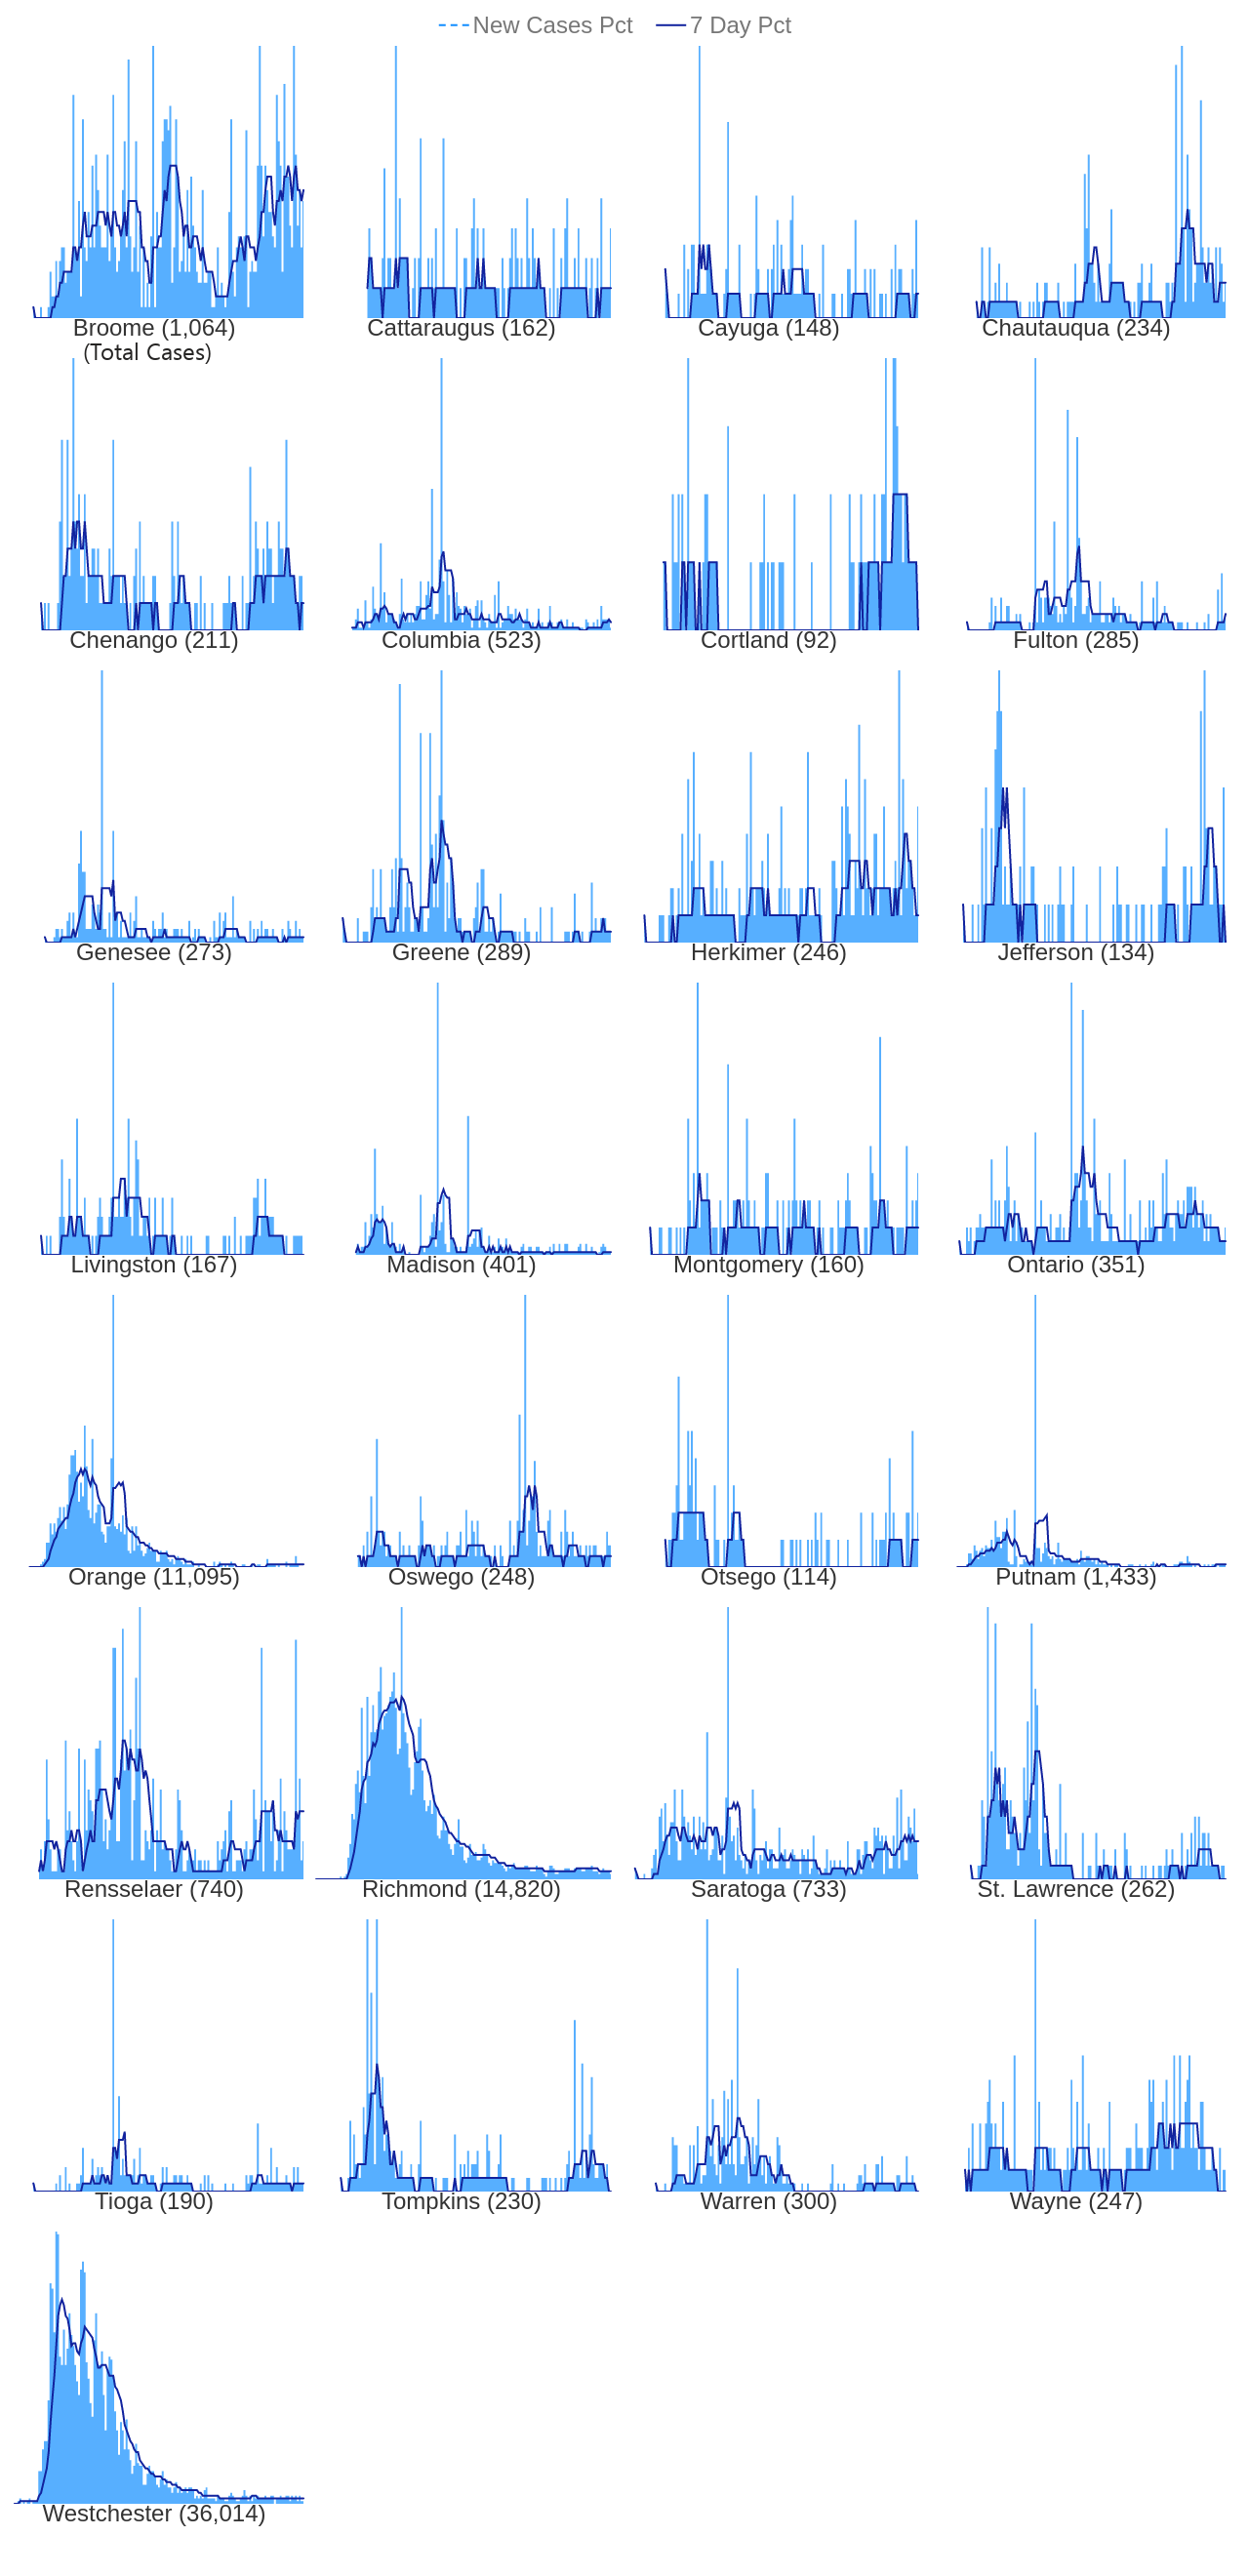 New Cases Pct 7 Day Pct
Broome (1,064) Cattaraugus (162) Cayuga (148) Chautauqua (234)
(Total Cases)
Chenango (211) Columbia (523) Cortland (92) Fulton (285)
Genesee (273) Greene (289) Herkimer (246) Jefferson (134)
Livingston (167) Madison (401) Montgomery (160) Ontario (351)
Orange (11,095) Oswego (248) Otsego (114) Putnam (1,433)
Rensselaer (740) Richmond (14,820) Saratoga (733) St. Lawrence (262)
Tioga (190) Tompkins (230) Warren (300) Wayne (247)
Westchester (36,014)